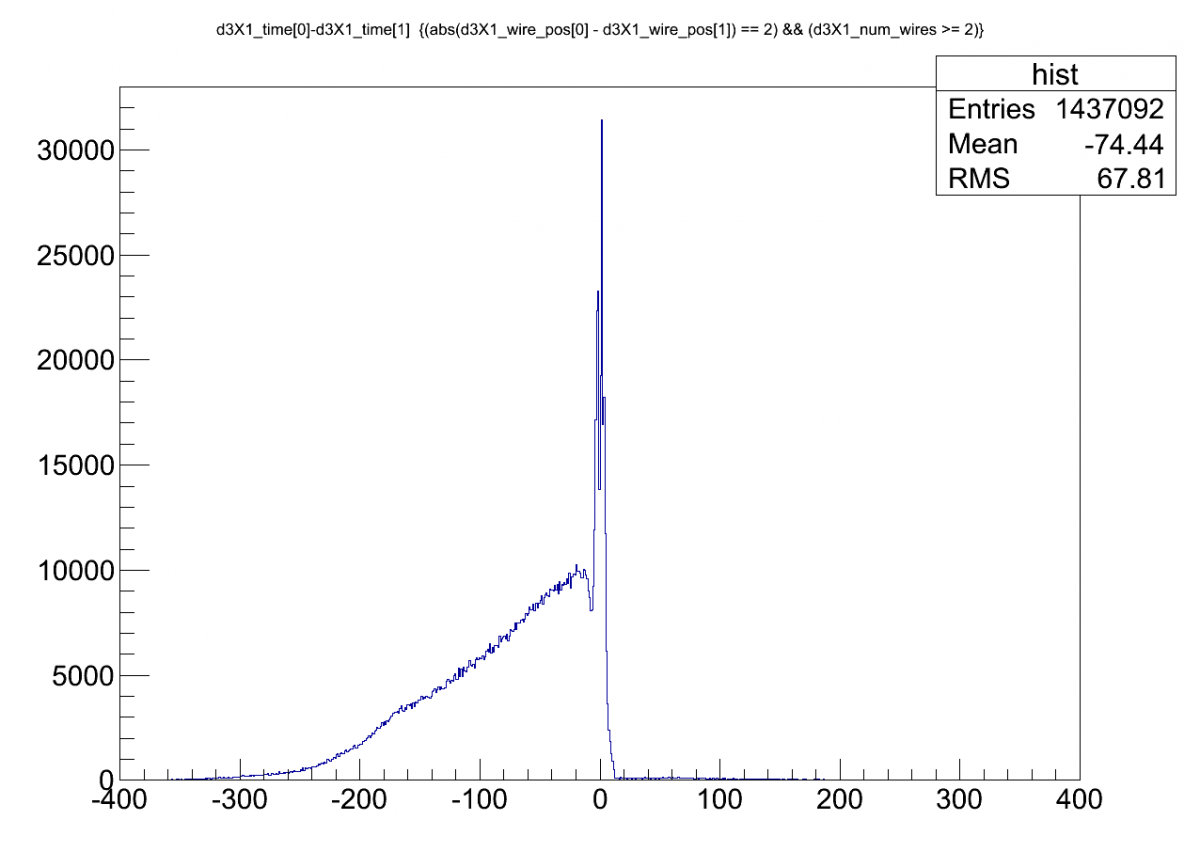 d3X1_time[0]-d3X1_time[1] {(abs(d3X1_wire_pos[0] - d3X1_wire_pos[1]) == 2) && (d3X1_num_wires >= 2)}
hist
Entries 1437092
Mean -74.44
RMS 67.81
30000
25000
20000
15000
10000
5000
0
-400 -300 -200 -100 0 100 200 300 400